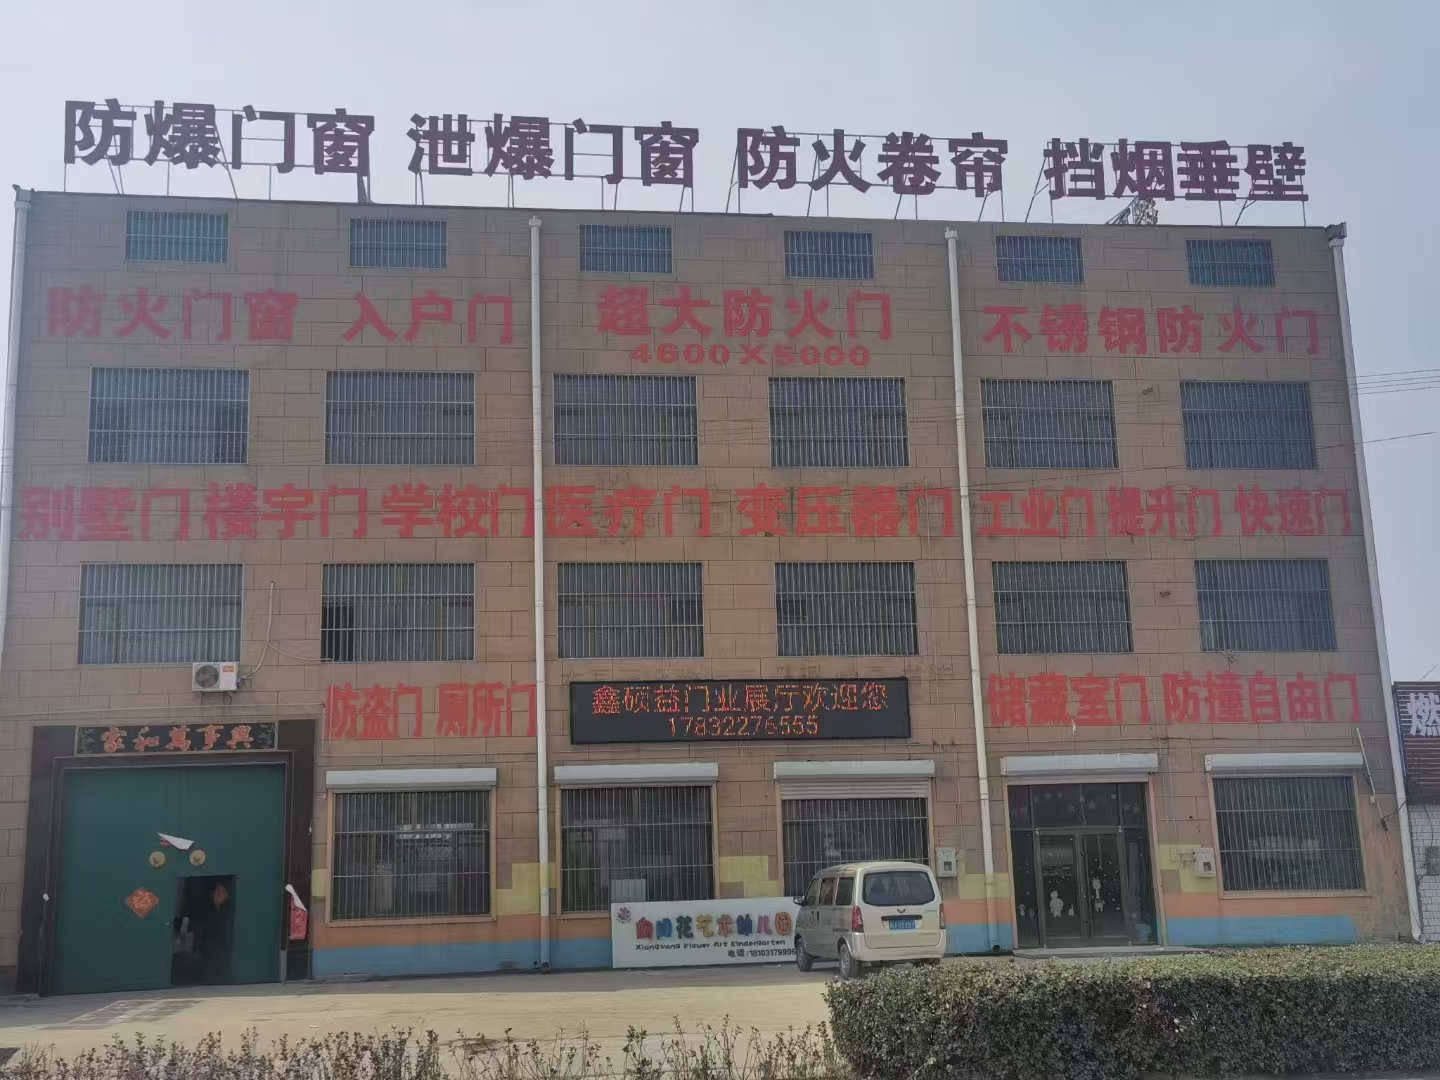 防爆门窗 泄爆门窗 防火卷帘 挡烟垂壁
防火门窗 入户门 超大防火门 不锈钢防火门
4600X5000
别墅门 楼宇门 学校门 医疗门 变压器门 工业门 提升门 快速门
防盗门 厕所门
鑫硕益门业展厅欢迎您
17832276555
储藏室门 防撞自由门
燃
家和萬事興
向阳花艺术幼儿园
XiangYang Flower Art Kindergarten
电话:18103179996